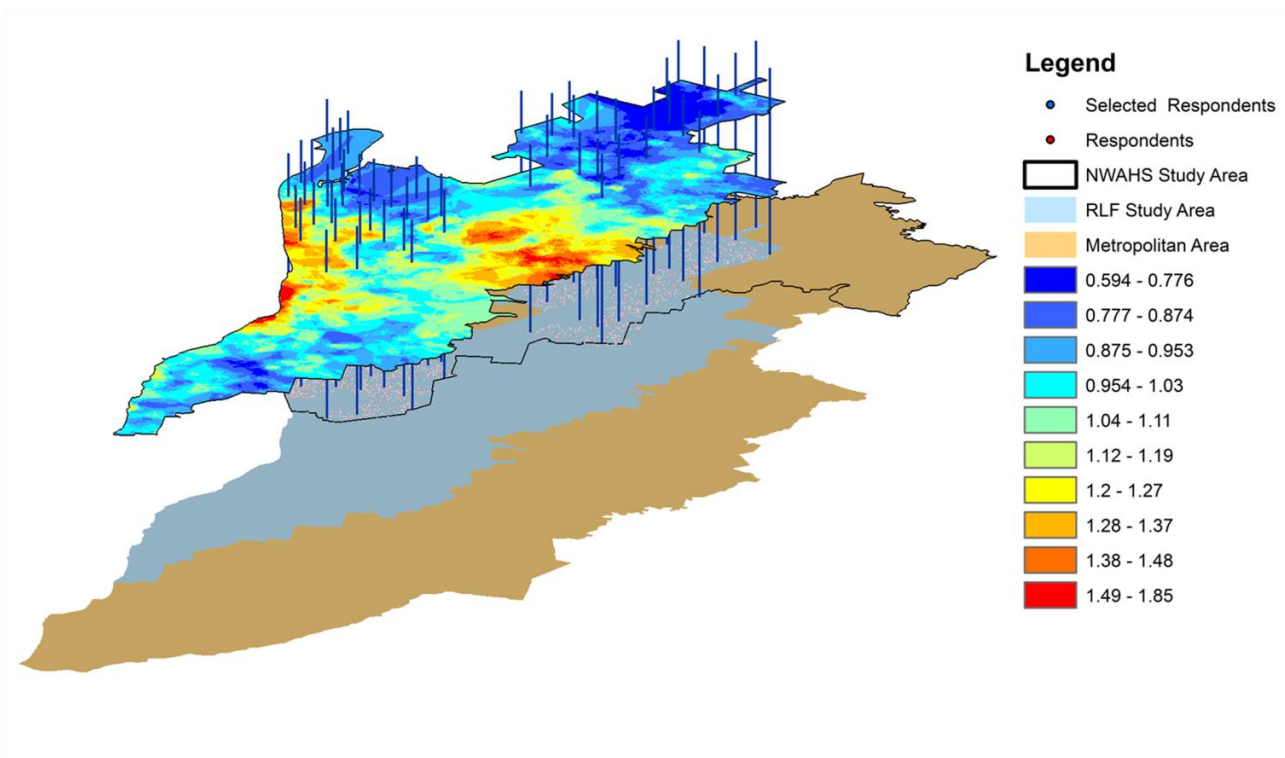 Legend
Selected Respondents
Respondents
NWAHS Study Area
RLF Study Area
Metropolitan Area
0.594 - 0.776
0.777 - 0.874
0.875 - 0.953
0.954 - 1.03
1.04 - 1.11
1.12 - 1.19
1.2 - 1.27
1.28 - 1.37
1.38 - 1.48
1.49 - 1.85